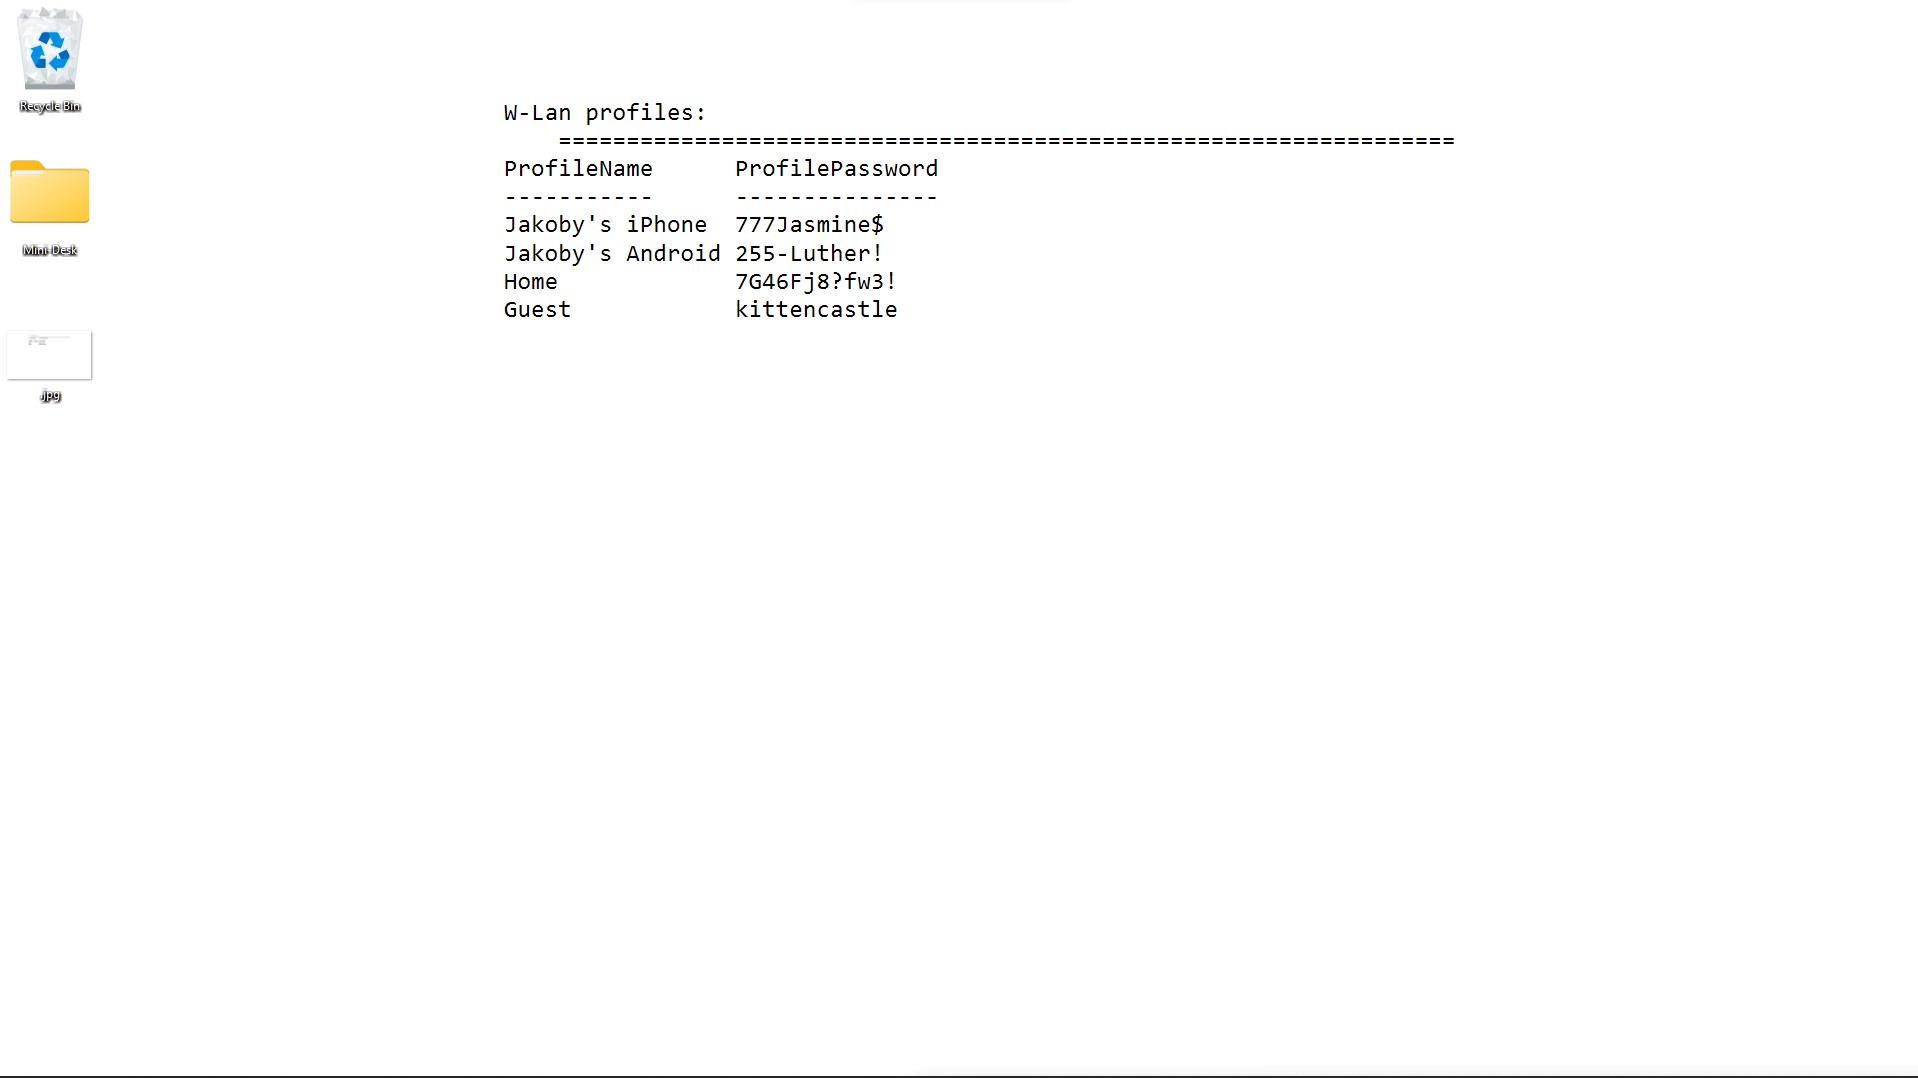 Recycle Bin
Mini-Desk
.jpg
W-Lan profiles:
==================================================================
ProfileName      ProfilePassword
-----------      ---------------
Jakoby's iPhone  777Jasmine$
Jakoby's Android 255-Luther!
Home             7G46Fj8?fw3!
Guest            kittencastle